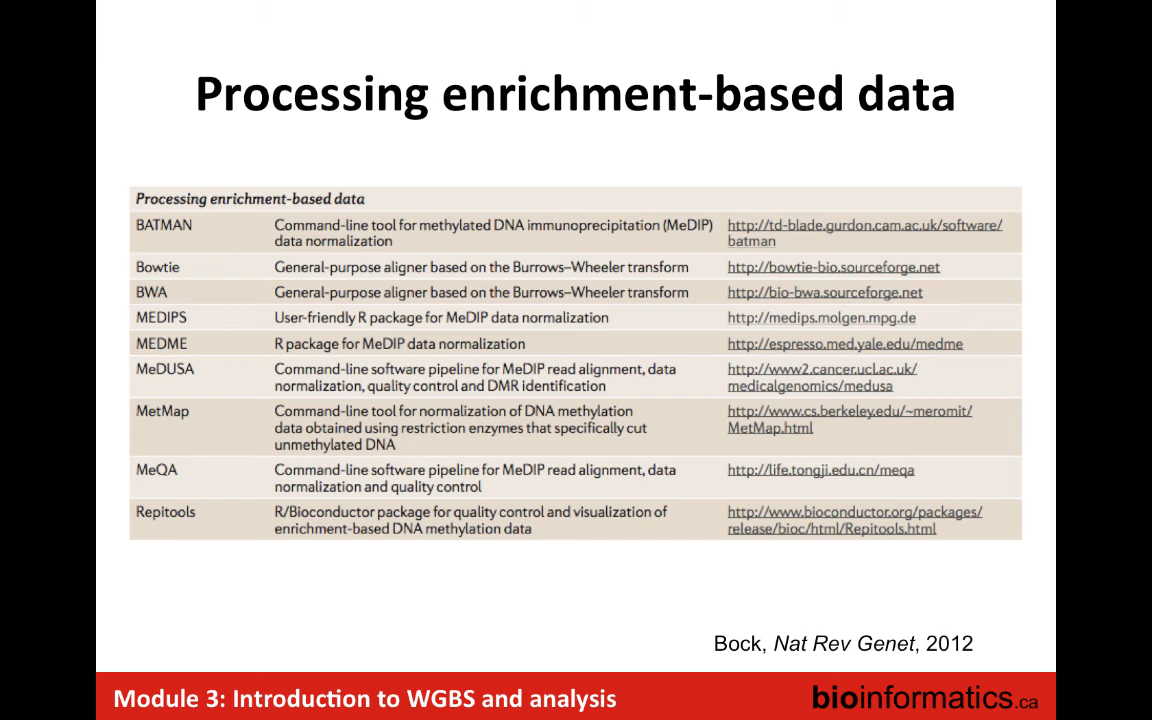 Processing enrichment-based data
Processing enrichment-based data
BATMAN Command-line tool for methylated DNA immunoprecipitation (MeDIP) http://td-blade.gurdon.cam.ac.uk/software/
data normalization batman
Bowtie General-purpose aligner based on the Burrows–Wheeler transform http://bowtie-bio.sourceforge.net
BWA General-purpose aligner based on the Burrows–Wheeler transform http://bio-bwa.sourceforge.net
MEDIPS User-friendly R package for MeDIP data normalization http://medips.molgen.mpg.de
MEDME R package for MeDIP data normalization http://espresso.med.yale.edu/medme
MeDUSA Command-line software pipeline for MeDIP read alignment, data http://www2.cancer.ucl.ac.uk/
normalization, quality control and DMR identification medicalgenomics/medusa
MetMap Command-line tool for normalization of DNA methylation http://www.cs.berkeley.edu/~meromit/
data obtained using restriction enzymes that specifically cut MetMap.html
unmethylated DNA
MeQA Command-line software pipeline for MeDIP read alignment, data http://life.tongji.edu.cn/meqa
normalization and quality control
Repitools R/Bioconductor package for quality control and visualization of http://www.bioconductor.org/packages/
enrichment-based DNA methylation data release/bioc/html/Repitools.html
Bock, Nat Rev Genet, 2012
Module 3: Introduction to WGBS and analysis bioinformatics.ca